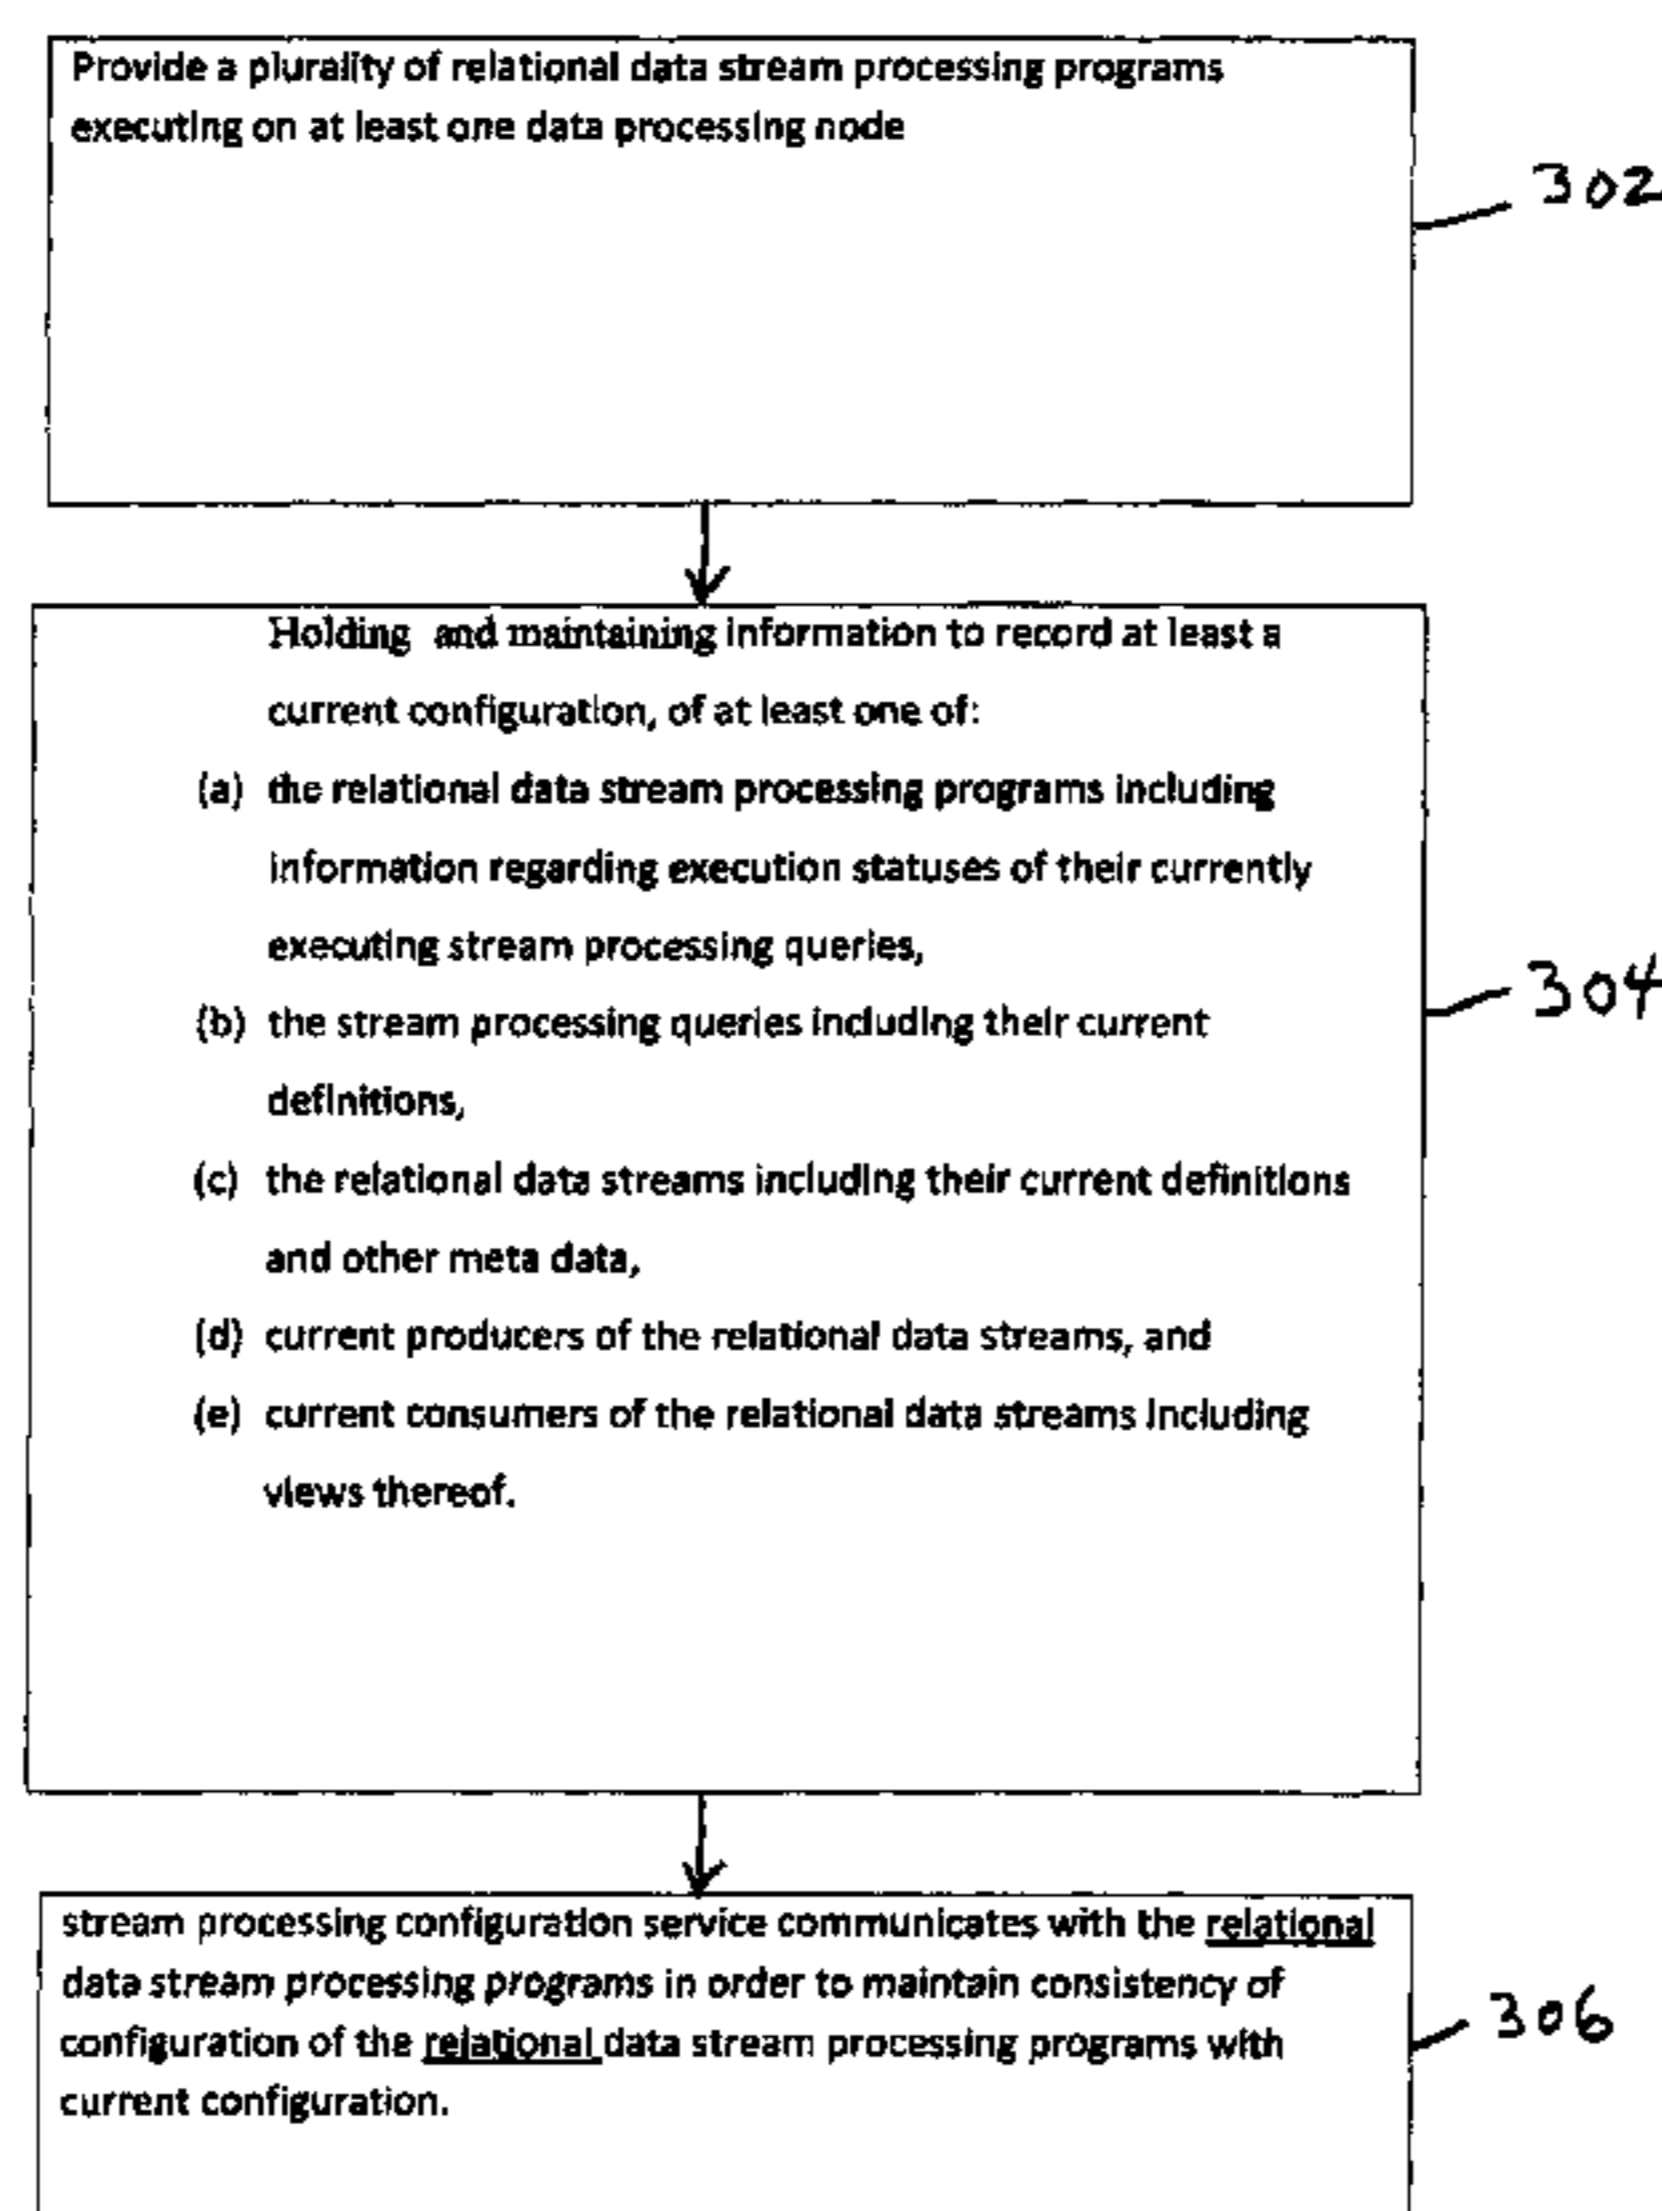 Provide a plurality of relational data stream processing programs
executing on at least one data processing node
302
Holding and maintaining information to record at least a
current configuration, of at least one of:
(a) the relational data stream processing programs including
information regarding execution statuses of their currently
executing stream processing queries,
(b) the stream processing queries including their current
definitions,
(c) the relational data streams including their current definitions
and other meta data,
(d) current producers of the relational data streams, and
(e) current consumers of the relational data streams including
views thereof.
304
stream processing configuration service communicates with the relational
data stream processing programs in order to maintain consistency of
configuration of the relational data stream processing programs with
current configuration.
306